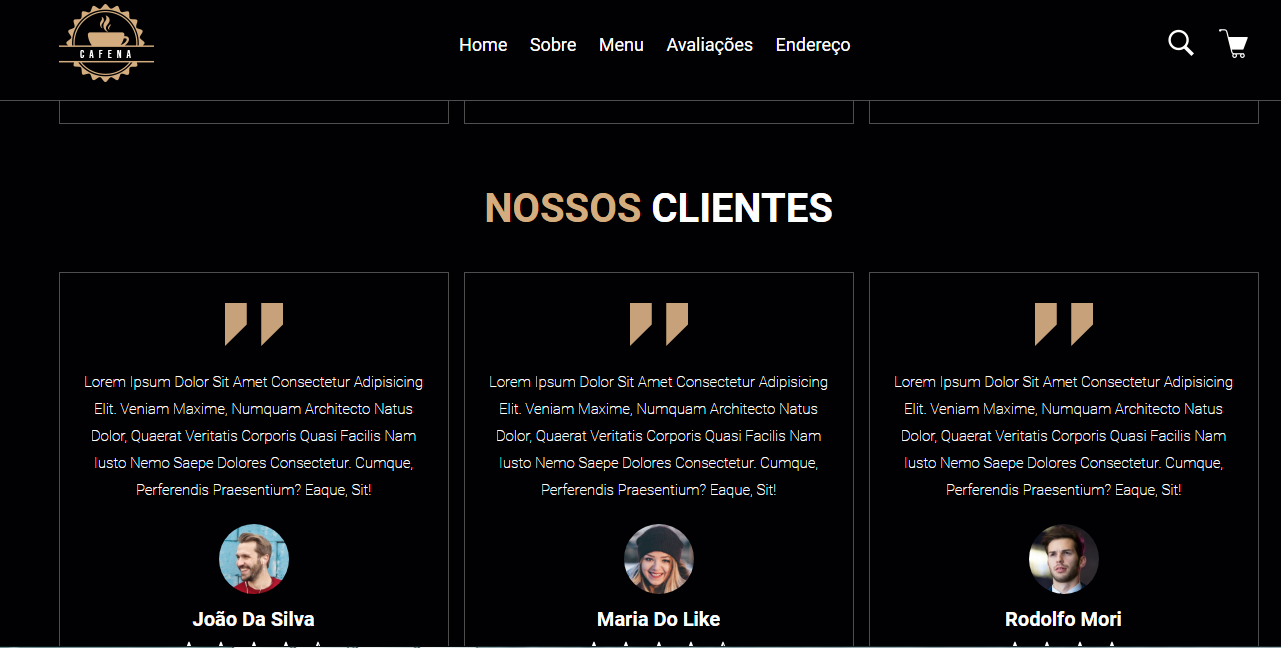 CAFENA
Home Sobre Menu Avaliações Endereço
NOSSOS CLIENTES
Lorem Ipsum Dolor Sit Amet Consectetur Adipisicing
Elit. Veniam Maxime, Numquam Architecto Natus
Dolor, Quaerat Veritatis Corporis Quasi Facilis Nam
Iusto Nemo Saepe Dolores Consectetur. Cumque,
Perferendis Praesentium? Eaque, Sit!
João Da Silva
Lorem Ipsum Dolor Sit Amet Consectetur Adipisicing
Elit. Veniam Maxime, Numquam Architecto Natus
Dolor, Quaerat Veritatis Corporis Quasi Facilis Nam
Iusto Nemo Saepe Dolores Consectetur. Cumque,
Perferendis Praesentium? Eaque, Sit!
Maria Do Like
Lorem Ipsum Dolor Sit Amet Consectetur Adipisicing
Elit. Veniam Maxime, Numquam Architecto Natus
Dolor, Quaerat Veritatis Corporis Quasi Facilis Nam
Iusto Nemo Saepe Dolores Consectetur. Cumque,
Perferendis Praesentium? Eaque, Sit!
Rodolfo Mori